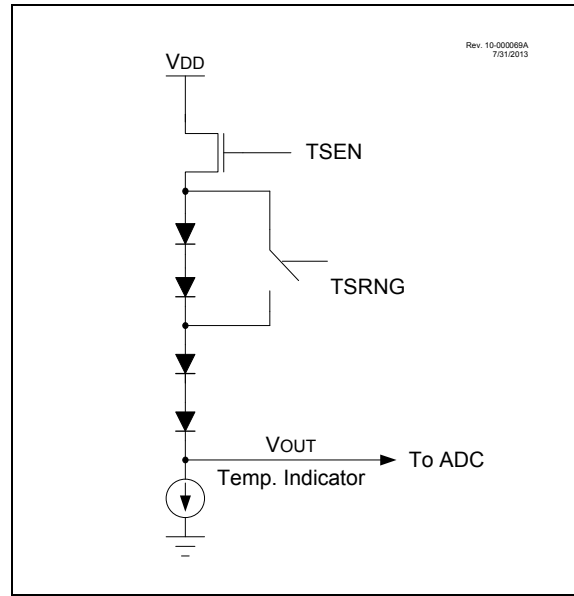 Rev. 10-000069A
7/31/2013
VDD
TSEN
TSRNG
VOUT
To ADC
Temp. Indicator